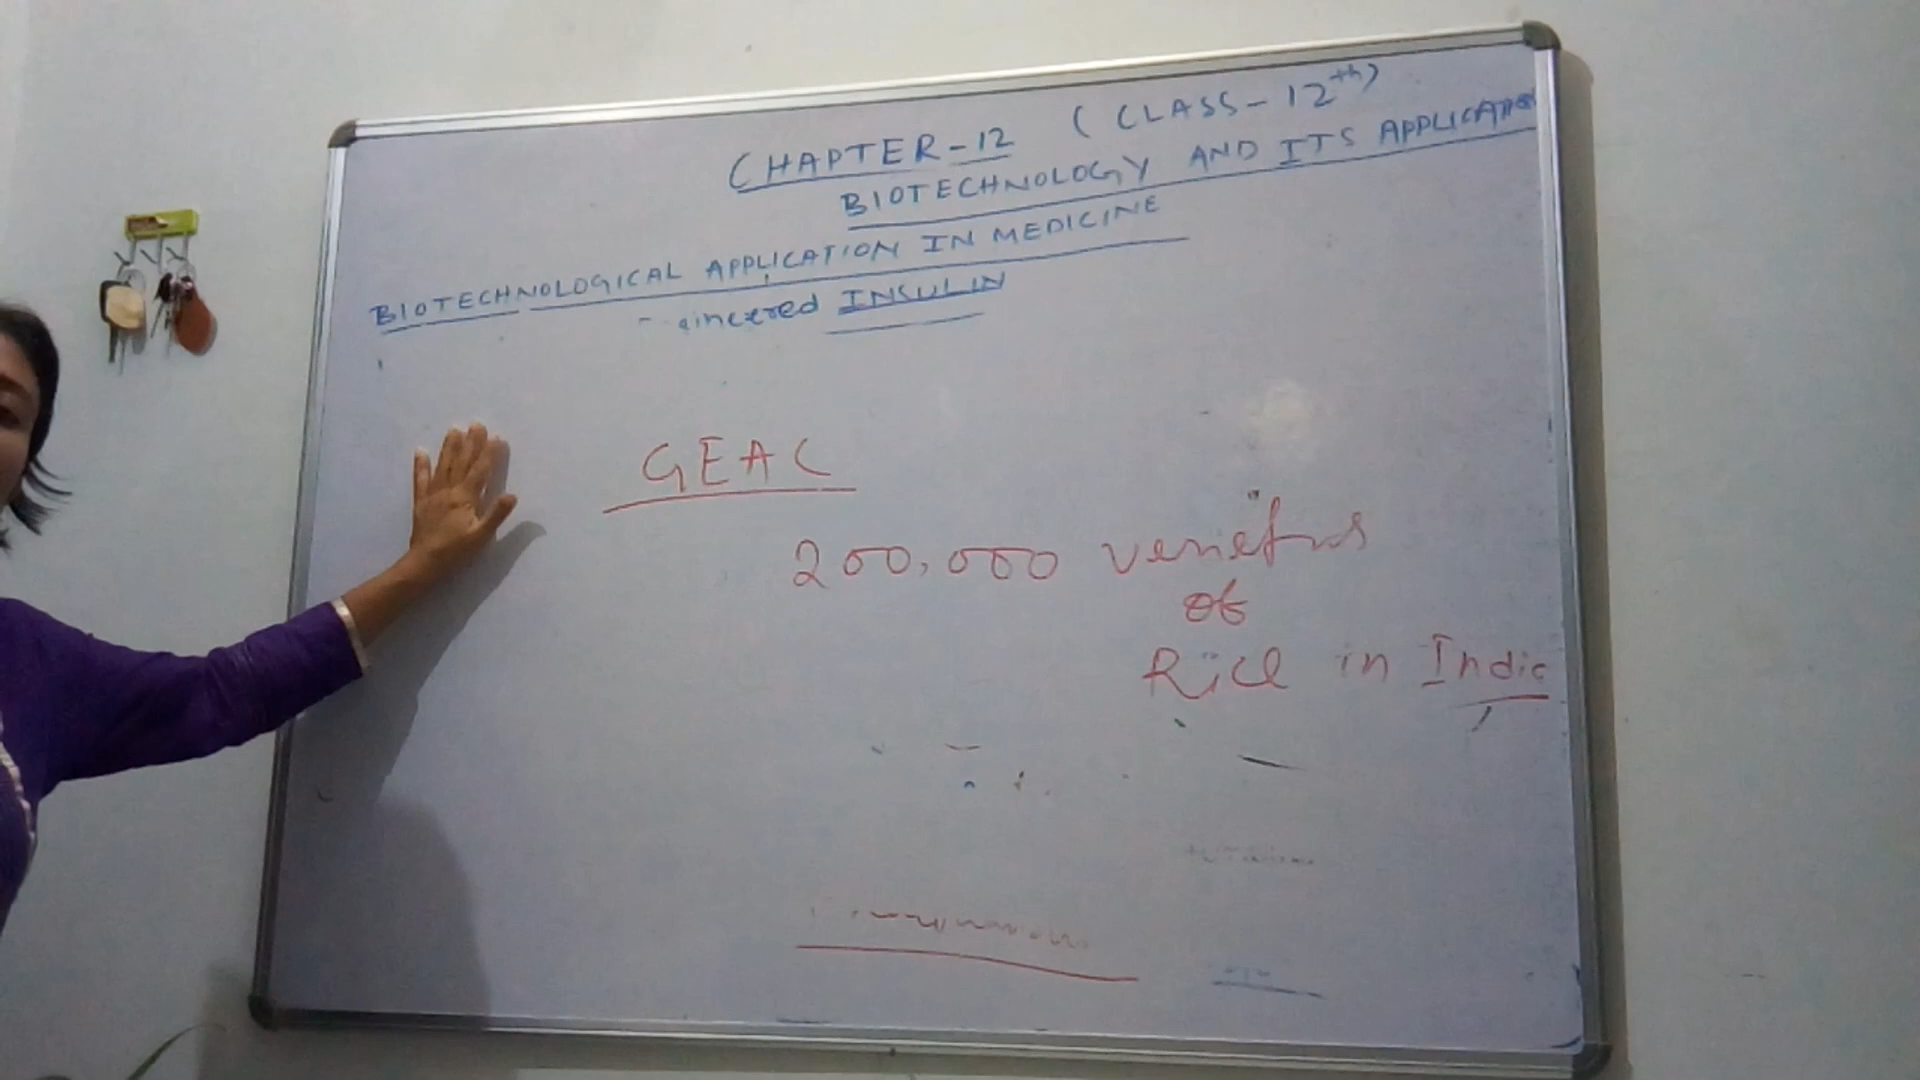 CHAPTER-12 (CLASS-12th)
BIOTECHNOLOGY AND ITS APPLICATION
BIOTECHNOLOGICAL APPLICATION IN MEDICINE
INSULIN
GEAC
200,000 varieties
of
Rice in India